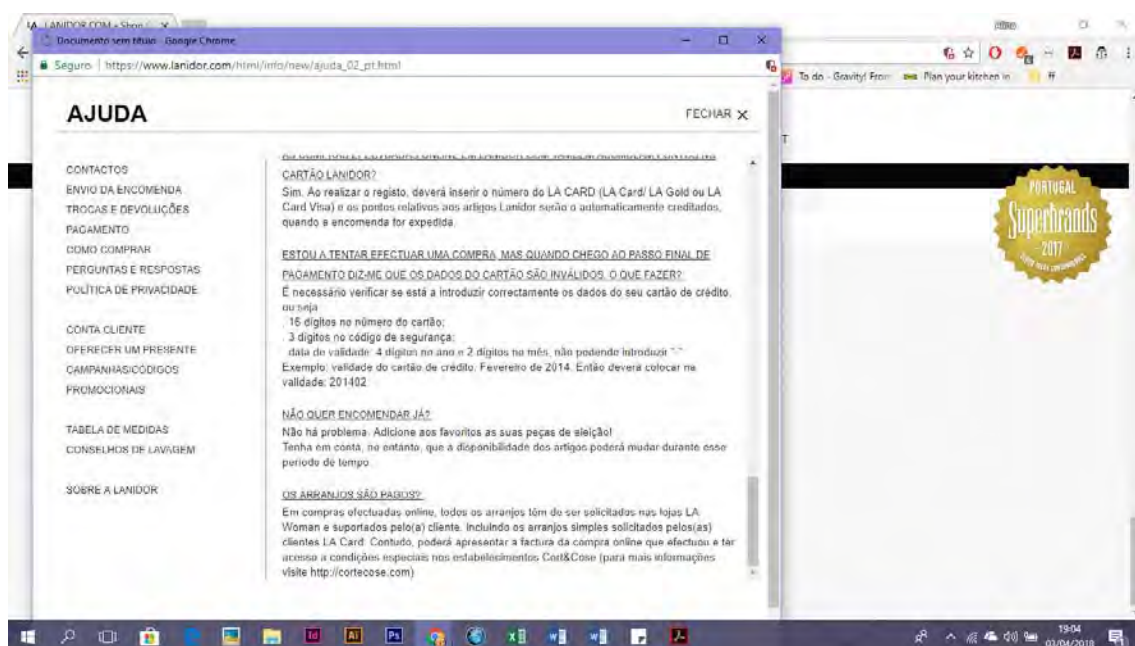 LANIDOR.COM - Shop
Documento sem título - Google Chrome
Seguro | https://www.lanidor.com/html/info/new/ajuda_02_pt.html
To do - Gravity! From
Plan your kitchen in
ff
AJUDA
FECHAR X
T
CONTACTOS
ENVIO DA ENCOMENDA
TROCAS E DEVOLUÇÕES
PAGAMENTO
COMO COMPRAR
PERGUNTAS E RESPOSTAS
POLÍTICA DE PRIVACIDADE
CONTA CLIENTE
OFERECER UM PRESENTE
CAMPANHAS/CÓDIGOS
PROMOCIONAIS
TABELA DE MEDIDAS
CONSELHOS DE LAVAGEM
SOBRE A LANIDOR
CARTÃO LANIDOR?
Sim. Ao realizar o registo, deverá inserir o número do LA CARD (LA Card/ LA Gold ou LA
Card Visa) e os pontos relativos aos artigos Lanidor serão o automaticamente creditados,
quando a encomenda for expedida.
ESTOU A TENTAR EFECTUAR UMA COMPRA, MAS QUANDO CHEGO AO PASSO FINAL DE
PAGAMENTO DIZ-ME QUE OS DADOS DO CARTÃO SÃO INVÁLIDOS. O QUE FAZER?
É necessário verificar se está a introduzir correctamente os dados do seu cartão de crédito,
ou seja
. 16 dígitos no número do cartão;
. 3 dígitos no código de segurança;
. data de validade: 4 dígitos no ano e 2 dígitos no mês, não podendo introduzir "-"
Exemplo: validade do cartão de crédito: Fevereiro de 2014. Então deverá colocar na
validade: 201402
NÃO QUER ENCOMENDAR JÁ?
Não há problema. Adicione aos favoritos as suas peças de eleição!
Tenha em conta, no entanto, que a disponibilidade dos artigos poderá mudar durante esse
período de tempo.
OS ARRANJOS SÃO PAGOS?
Em compras efectuadas online, todos os arranjos têm de ser solicitados nas lojas LA
Woman e suportados pelo(a) cliente. Incluindo os arranjos simples solicitados pelos(as)
clientes LA Card. Contudo, poderá apresentar a factura da compra online que efectuou e ter
acesso a condições especiais nos estabelecimentos Cort&Cose (para mais informações
visite http://cortecose.com)
PORTUGAL
Superbrands
2017
19:04
03/04/2018